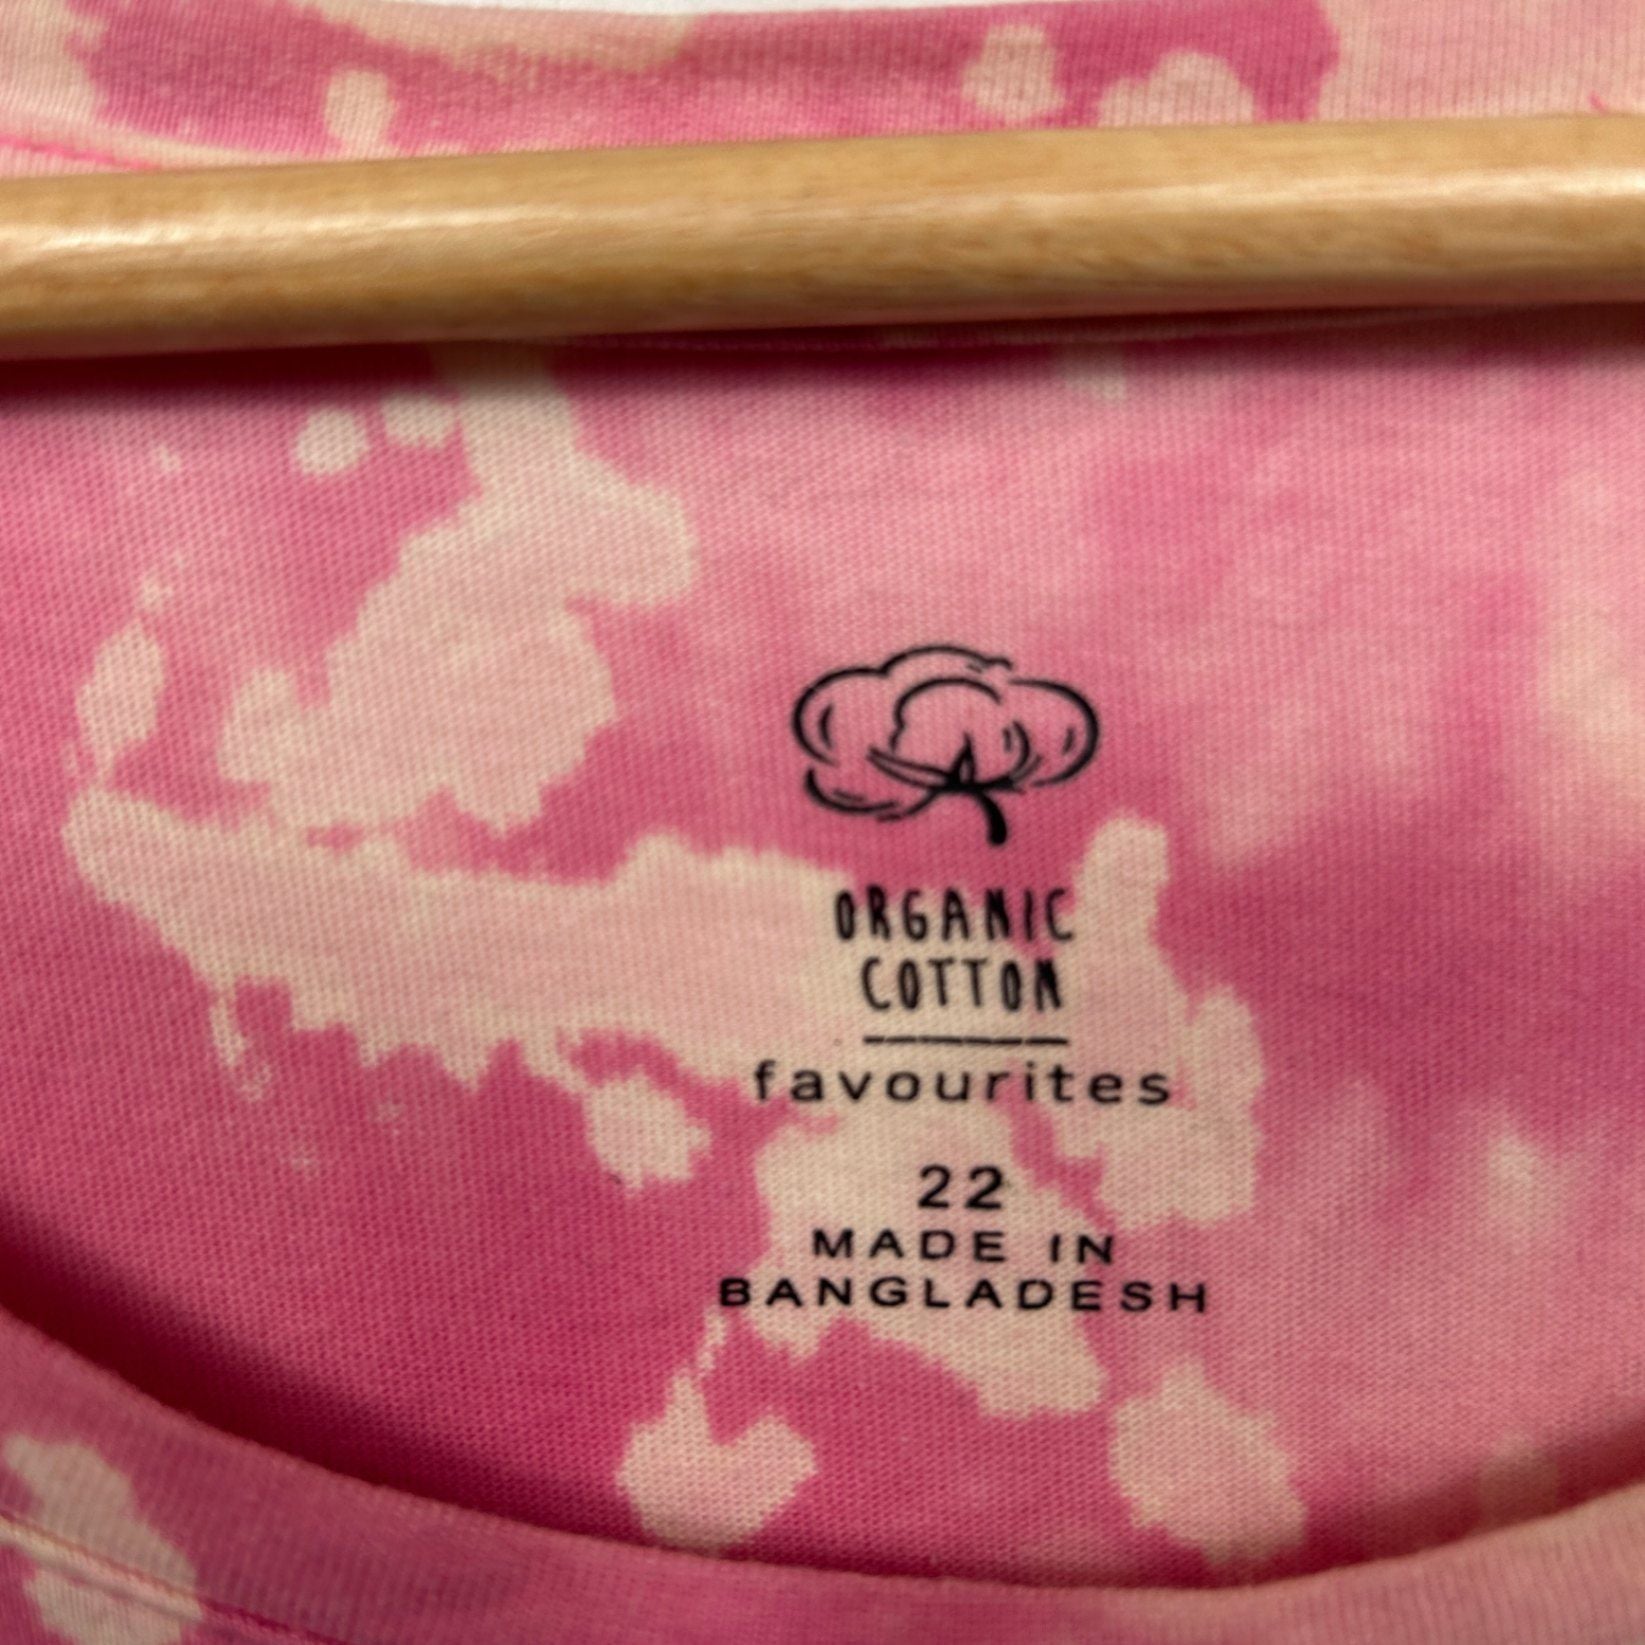 ORGANIC
COTTON
favourites
22
MADE IN
BANGLADESH